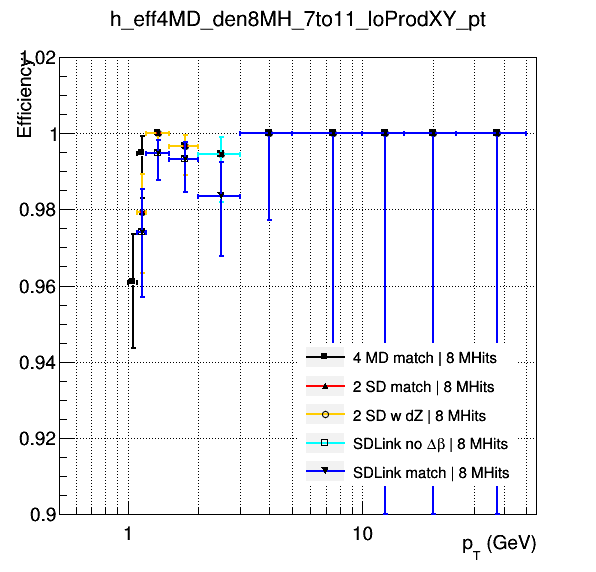 h_eff4MD_den8MH_7to11_loProdXY_pt
Efficiency
1.02
1
0.98
0.96
0.94
0.92
0.9
4 MD match | 8 MHits
2 SD match | 8 MHits
2 SD w dZ | 8 MHits
SDLink no Δβ | 8 MHits
SDLink match | 8 MHits
1
10
p_T (GeV)